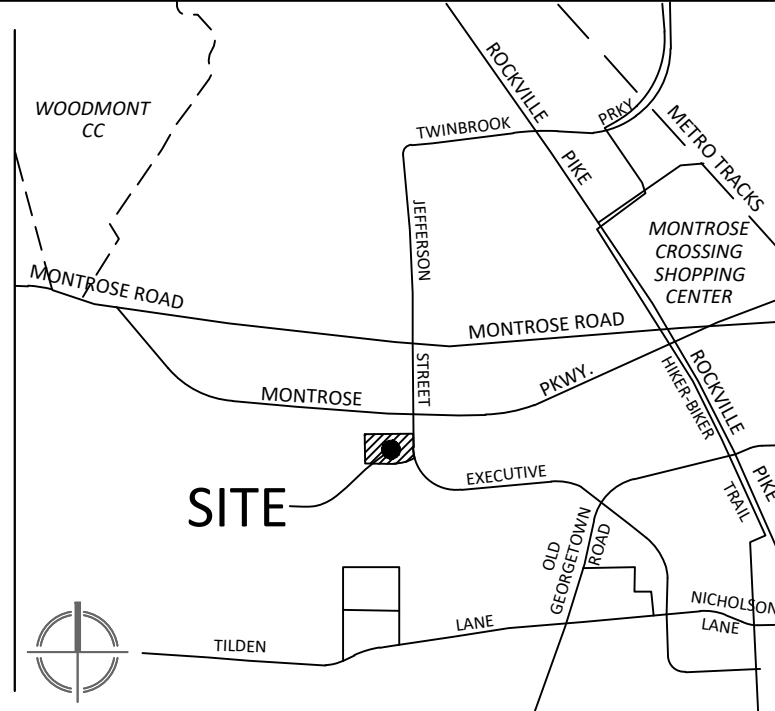 WOODMONT
CC
ROCKVILLE
PIKE
TWINBROOK
PRKY
METRO TRACKS
JEFFERSON
STREET
MONTROSE
CROSSING
SHOPPING
CENTER
MONTROSE ROAD
MONTROSE ROAD
MONTROSE
PKWY.
HIKER-BIKER
TRAIL
ROCKVILLE
PIKE
SITE
EXECUTIVE
OLD
GEORGETOWN
ROAD
NICHOLSON
LANE
TILDEN
LANE